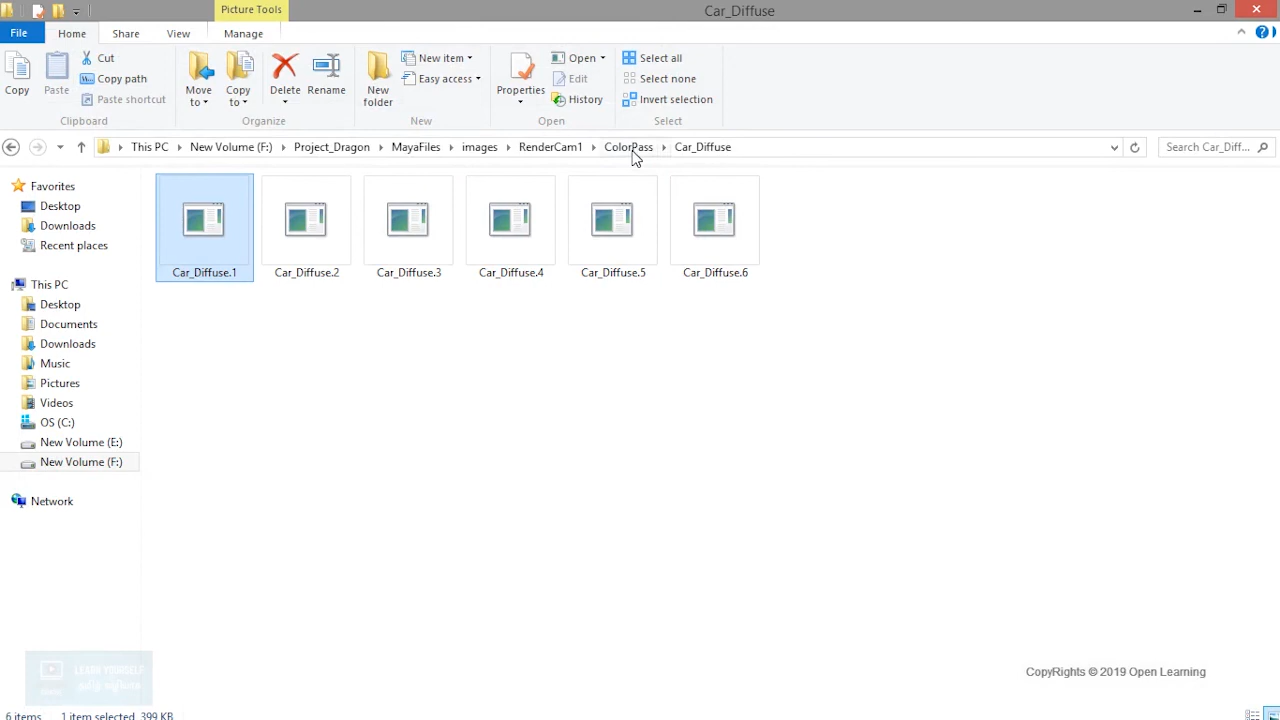 Picture Tools
Car_Diffuse
File
Home
Share
View
Manage
Copy
Paste
Cut
Copy path
Paste shortcut
Clipboard
Move to
Copy to
Delete
Rename
Organize
New folder
New item
Easy access
New
Properties
Open
Edit
History
Open
Select all
Select none
Invert selection
Select
This PC
New Volume (F:)
Project_Dragon
MayaFiles
images
RenderCam1
ColorPass
Car_Diffuse
Search Car_Diff...
Favorites
Desktop
Downloads
Recent places
This PC
Desktop
Documents
Downloads
Music
Pictures
Videos
OS (C:)
New Volume (E:)
New Volume (F:)
Network
Car_Diffuse.1
Car_Diffuse.2
Car_Diffuse.3
Car_Diffuse.4
Car_Diffuse.5
Car_Diffuse.6
LEARN YOURSELF
CopyRights © 2019 Open Learning
6 items
1 item selected, 399 KB